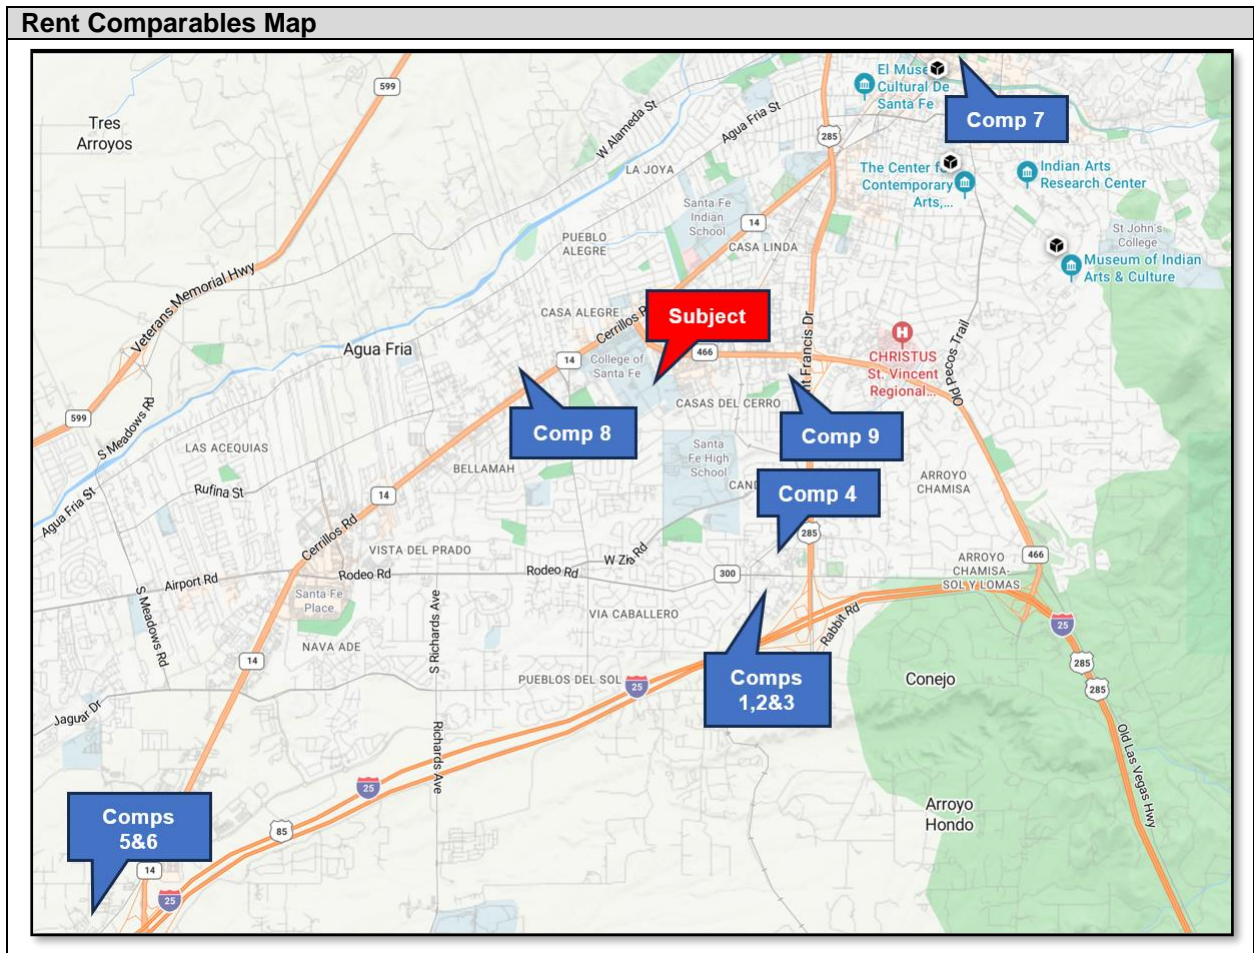 Rent Comparables Map
599
Tres
Arroyos
W Alameda St
Agua Fria St
El Muse
Cultural De
Santa Fe
Comp 7
285
LA JOYA
The Center f
Contemporary
Arts,...
Indian Arts
Research Center
Santa Fe
Indian
School
14
PUEBLO
ALEGRE
CASA LINDA
St John's
College
Museum of Indian
Arts & Culture
Veterans Memorial Hwy
CASA ALEGRE
Cerrillos R
Subject
nt Francis Dr
H
CHRISTUS
St. Vincent
Regional...
Old Pecos Trail
Agua Fria
14
College of
Santa Fe
466
CASAS DEL CERRO
599
S Meadows Rd
LAS ACEQUIAS
Comp 8
Comp 9
BELLAMAH
Santa
Fe High
School
Rufina St
CAN
Comp 4
ARROYO
CHAMISA
Agua Fria St
14
Cerrillos Rd
285
VISTA DEL PRADO
W Zia Rd
466
Airport Rd
Rodeo Rd
Rodeo Rd
300
ARROYO
CHAMISA-
SOL Y LOMAS
Santa Fe
Place
S Meadows Rd
S Richards Ave
VIA CABALLERO
Rabbit Rd
25
NAVA ADE
14
PUEBLOS DEL SOL
25
Comps
1,2&3
Conejo
285
285
Jaguar Dr
Richards Ave
Old Las Vegas Hwy
25
Comps
5&6
85
Arroyo
Hondo
14
25